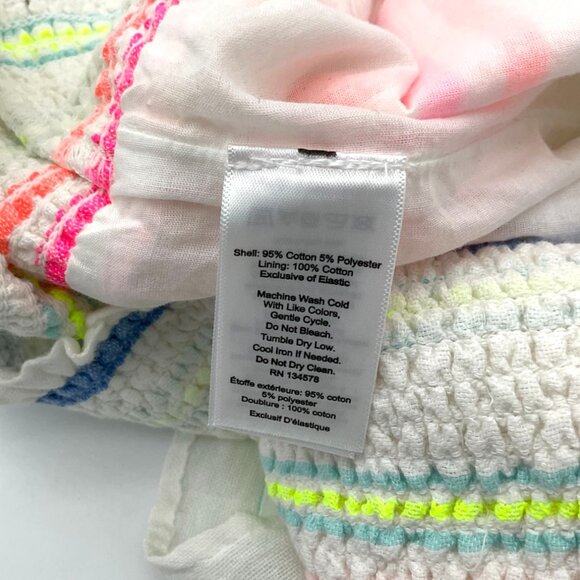 Shell: 95% Cotton 5% Polyester
Lining: 100% Cotton
Exclusive of Elastic
Machine Wash Cold
With Like Colors,
Gentle Cycle.
Do Not Bleach.
Tumble Dry Low.
Cool Iron If Needed.
Do Not Dry Clean.
RN 134578
Étoffe extérieure: 95% coton
5% polyester
Doublure : 100% coton
Exclusif D'élastique